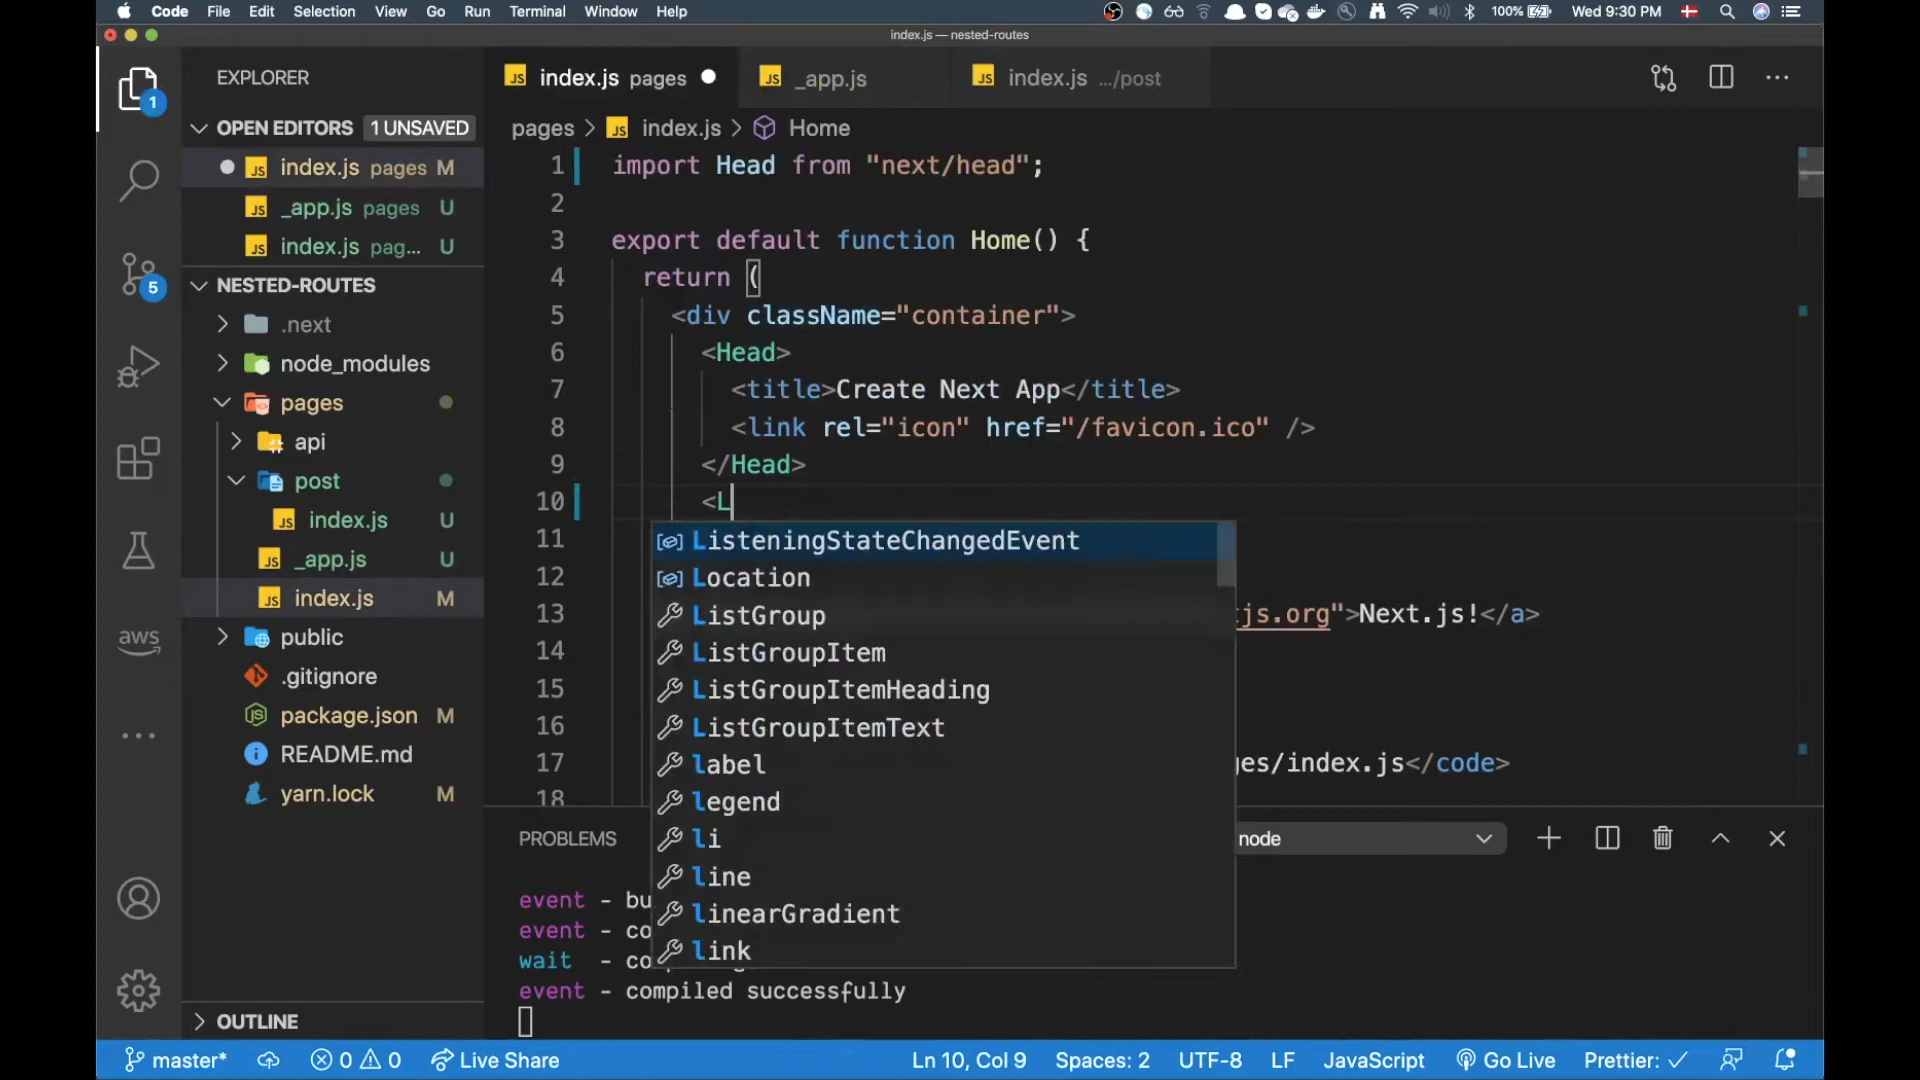 Code File Edit Selection View Go Run Terminal Window Help
100% Wed 9:30 PM
index.js — nested-routes
EXPLORER
OPEN EDITORS 1 UNSAVED
index.js pages M
_app.js pages U
index.js pag... U
NESTED-ROUTES
.next
node_modules
pages
api
post
index.js U
_app.js U
index.js M
public
.gitignore
package.json M
README.md
yarn.lock M
OUTLINE
1
5
aws
index.js pages
_app.js
index.js .../post
pages > index.js > Home
1 import Head from "next/head";
2
3 export default function Home() {
4 return (
5 <div className="container">
6 <Head>
7 <title>Create Next App</title>
8 <link rel="icon" href="/favicon.ico" />
9 </Head>
10 <L
11
12
13 tjs.org">Next.js!</a>
14
15
16
17 ges/index.js</code>
18
ListeningStateChangedEvent
Location
ListGroup
ListGroupItem
ListGroupItemHeading
ListGroupItemText
label
legend
li
line
linearGradient
link
PROBLEMS
node
event - bu
event - co
wait - co
event - compiled successfully
master* 0 0 Live Share Ln 10, Col 9 Spaces: 2 UTF-8 LF JavaScript Go Live Prettier: ✓